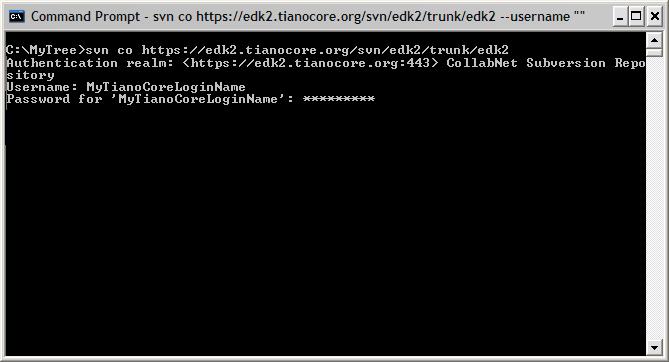 Command Prompt - svn co https://edk2.tianocore.org/svn/edk2/trunk/edk2 --username ""
C:\MyTree>svn co https://edk2.tianocore.org/svn/edk2/trunk/edk2
Authentication realm: <https://edk2.tianocore.org:443> CollabNet Subversion Repo
sitory
Username: MyTianoCoreLoginName
Password for 'MyTianoCoreLoginName': *********